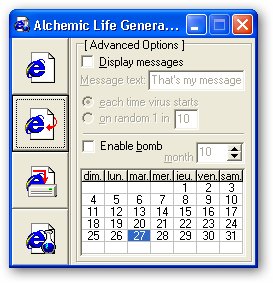 Alchemic Life Genera...
[ Advanced Options ]
Display messages
Message text: That's my message
each time virus starts
on random 1 in 10
Enable bomb
month 10
dim. lun. mar. mer. jeu. ven. sam.
1 2 3
4 5 6 7 8 9 10
11 12 13 14 15 16 17
18 19 20 21 22 23 24
25 26 27 28 29 30 31